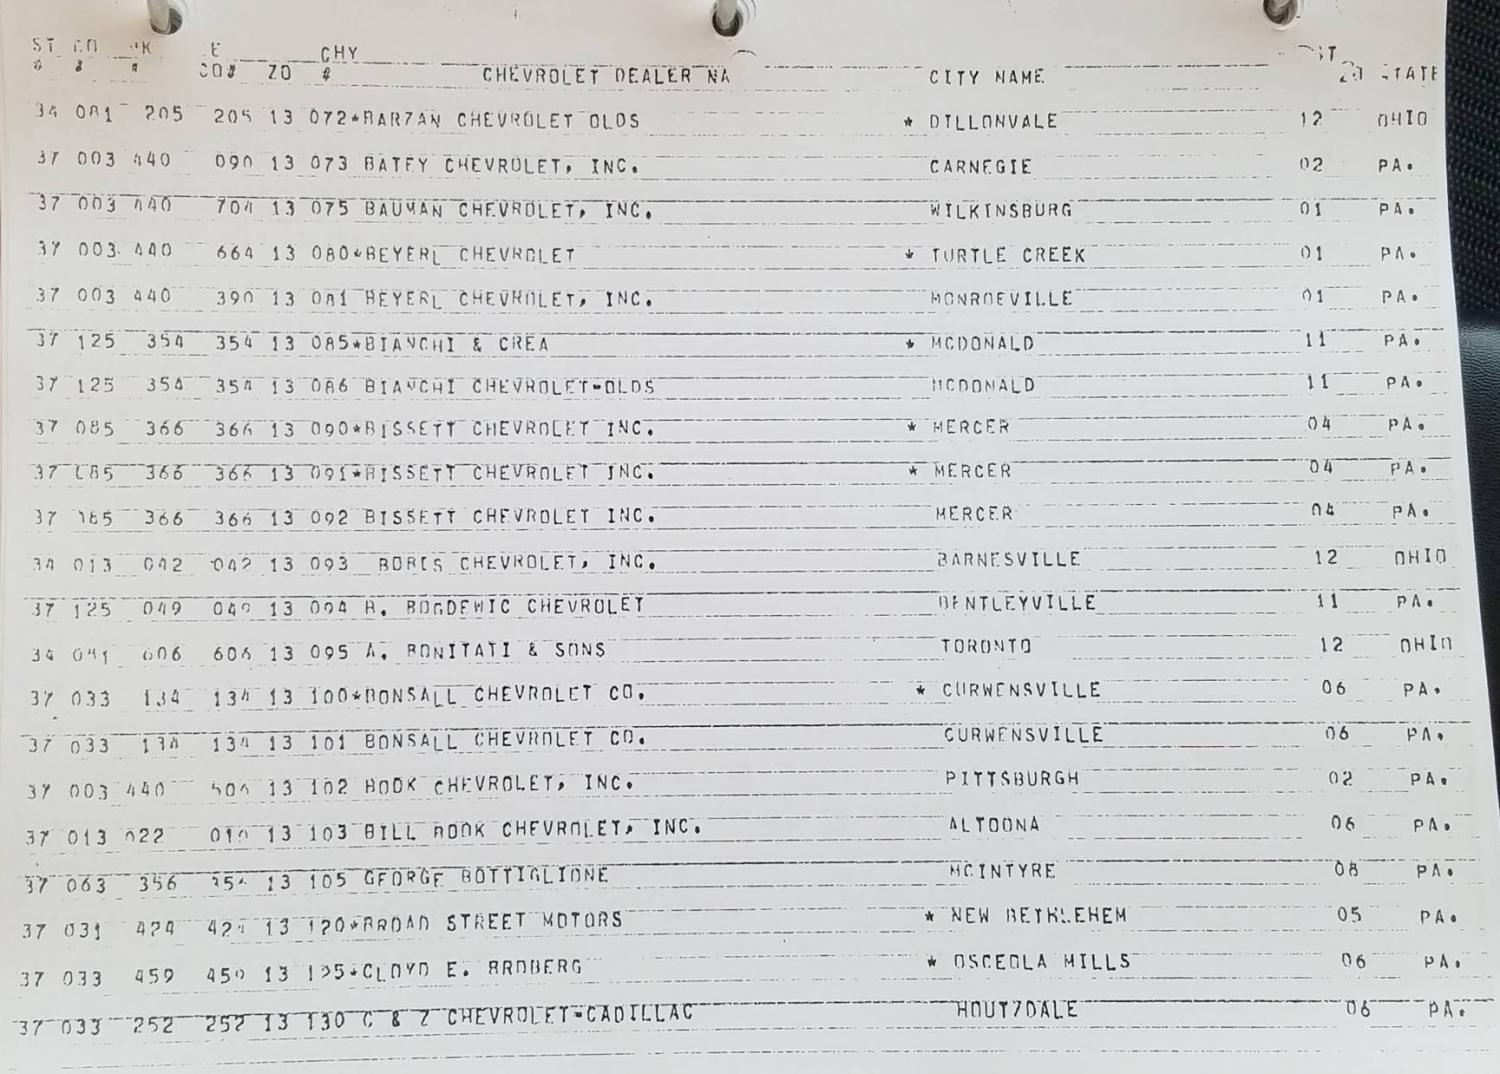 ST CO E CHY
# # # CO# ZO # CHEVROLET DEALER NA CITY NAME ZO STATE
34 081 205 205 13 072*BARZAN CHEVROLET OLDS * DILLONVALE 12 OHIO
37 003 440 090 13 073 BATEY CHEVROLET, INC. CARNEGIE 02 PA.
37 003 440 704 13 075 BAUMAN CHEVROLET, INC. WILKINSBURG 01 PA.
37 003 440 664 13 080*BEYERL CHEVROLET * TURTLE CREEK 01 PA.
37 003 440 390 13 081 BEYERL CHEVROLET, INC. MONROEVILLE 01 PA.
37 125 354 354 13 085*BIANCHI & CREA * MCDONALD 11 PA.
37 125 354 354 13 086 BIANCHI CHEVROLET-OLDS MCDONALD 11 PA.
37 085 366 366 13 090*BISSETT CHEVROLET INC. * MERCER 04 PA.
37 085 366 366 13 091*BISSETT CHEVROLET INC. * MERCER 04 PA.
37 085 366 366 13 092 BISSETT CHEVROLET INC. MERCER 04 PA.
34 013 042 042 13 093 BORIS CHEVROLET, INC. BARNESVILLE 12 OHIO
37 125 049 049 13 094 B. BOGDEWIC CHEVROLET BENTLEYVILLE 11 PA.
34 081 606 606 13 095 A. BONITATI & SONS TORONTO 12 OHIO
37 033 134 134 13 100*BONSALL CHEVROLET CO. * CURWENSVILLE 06 PA.
37 033 134 134 13 101 BONSALL CHEVROLET CO. CURWENSVILLE 06 PA.
37 003 440 13 102 BOOK CHEVROLET, INC. PITTSBURGH 02 PA.
37 013 022 010 13 103 BILL BOOK CHEVROLET, INC. ALTOONA 06 PA.
37 063 356 13 105 GEORGE BOTTIGLIONE MCINTYRE 08 PA.
37 031 424 424 13 120*BROAD STREET MOTORS * NEW BETHLEHEM 05 PA.
37 033 459 459 13 125*CLOYD E. BROBERG * OSCEOLA MILLS 06 PA.
37 033 252 252 13 130 C & Z CHEVROLET-CADILLAC HOUTZDALE 06 PA.